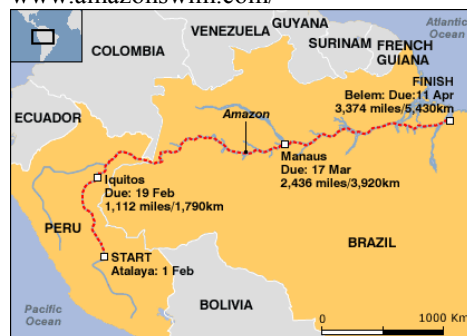 www.amazonswim.com/
GUYANA
Atlantic
Ocean
VENEZUELA
SURINAM
FRENCH
GUIANA
COLOMBIA
FINISH
Belem: Due:11 Apr
3,374 miles/5,430km
ECUADOR
Amazon
Manaus
Due: 17 Mar
2,436 miles/3,920km
Iquitos
Due: 19 Feb
1,112 miles/1,790km
PERU
BRAZIL
START
Atalaya: 1 Feb
BOLIVIA
Pacific
Ocean
0 1000 Km